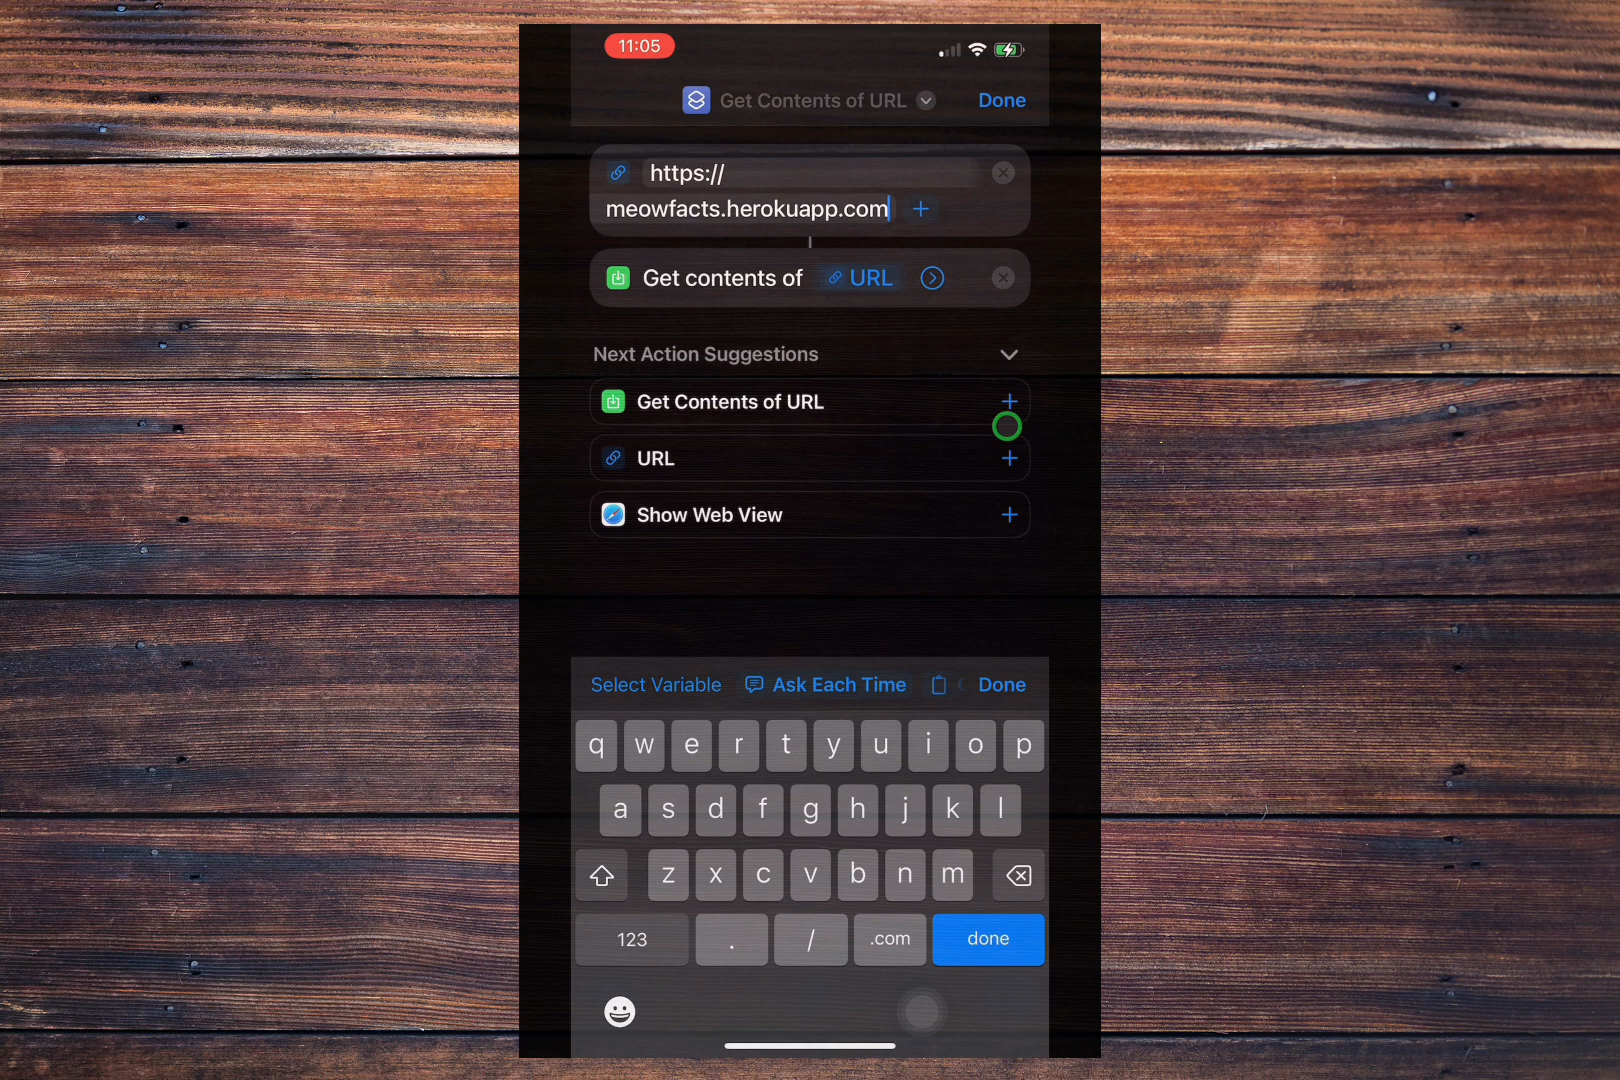 11:05
Get Contents of URL
Done
https://
meowfacts.herokuapp.com
Get contents of URL
Next Action Suggestions
Get Contents of URL
URL
Show Web View
Select Variable Ask Each Time Done
q w e r t y u i o p
a s d f g h j k l
z x c v b n m
123 . / .com done